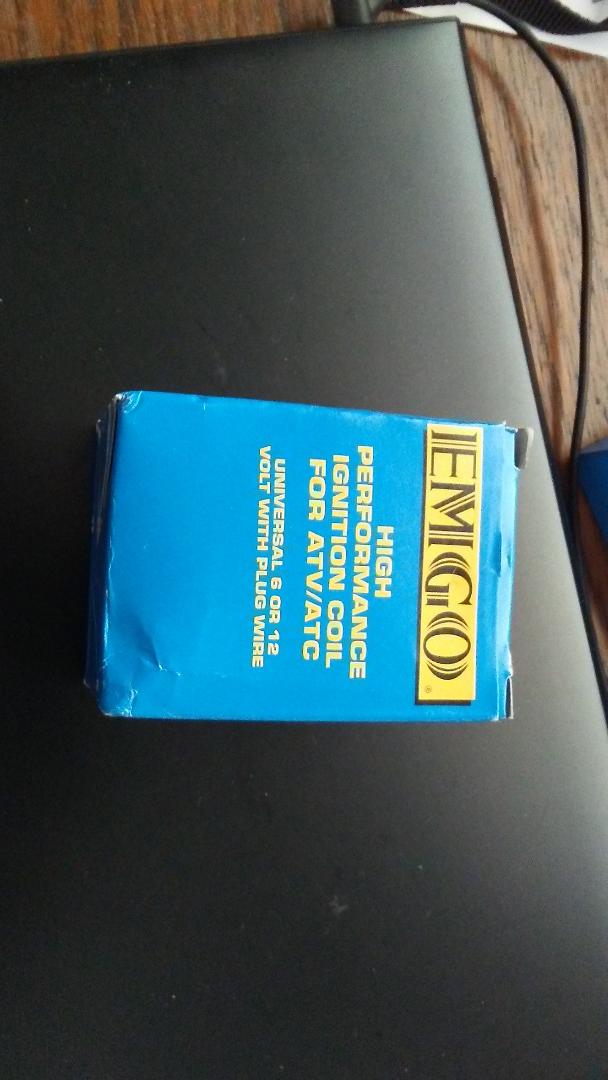 EMGO®
HIGH
PERFORMANCE
IGNITION COIL
FOR ATV/ATC
UNIVERSAL 6 OR 12
VOLT WITH PLUG WIRE